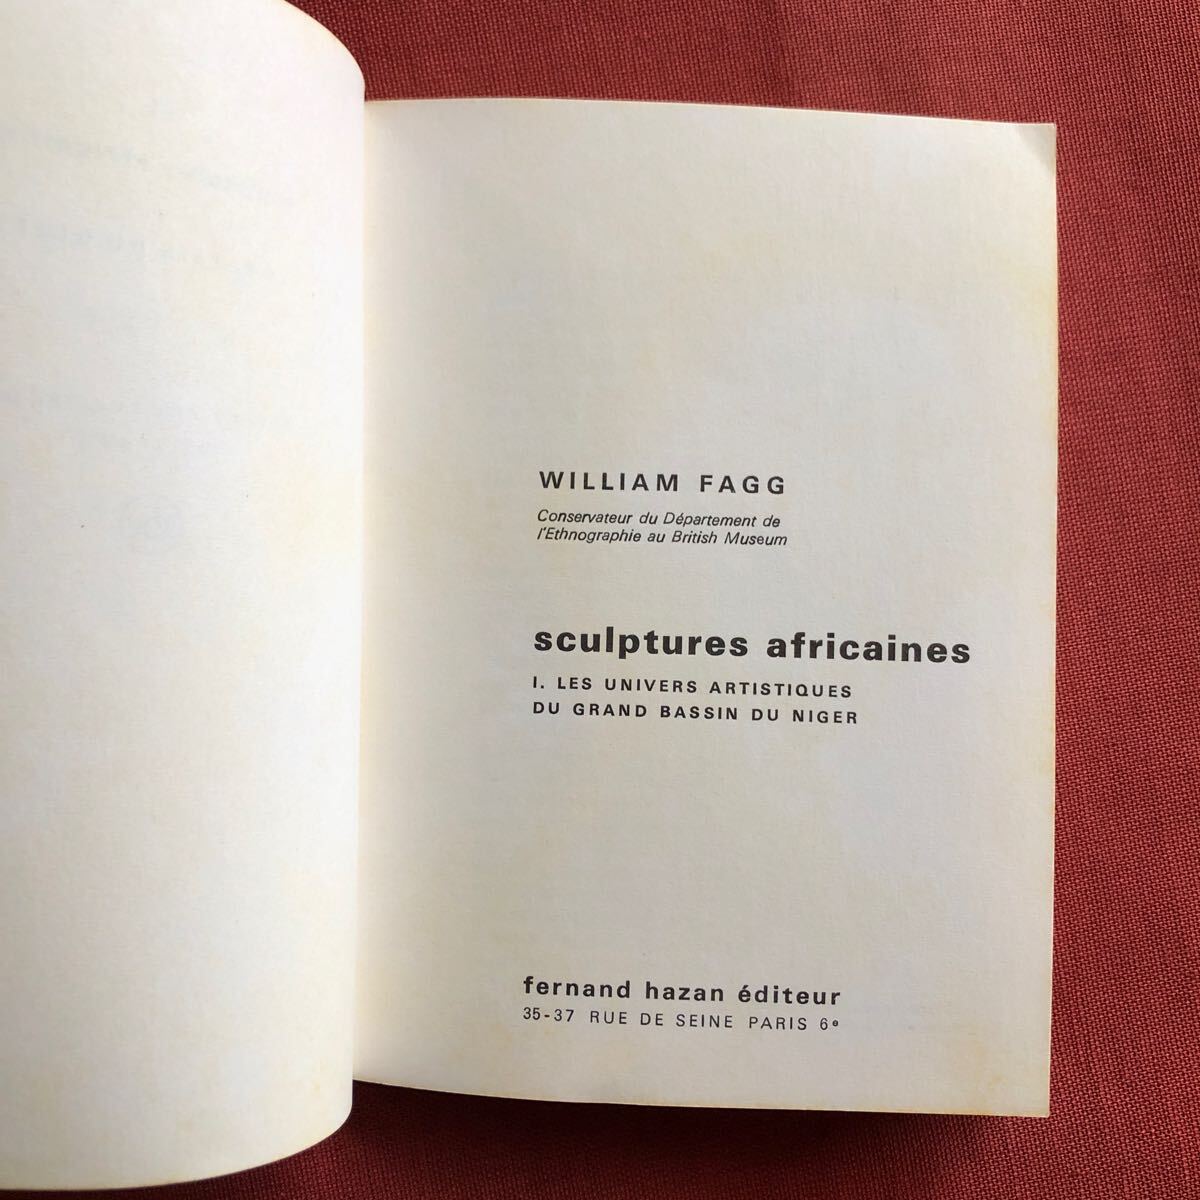 WILLIAM FAGG
Conservateur du Département de
l'Ethnographie au British Museum
sculptures africaines
I. LES UNIVERS ARTISTIQUES
DU GRAND BASSIN DU NIGER
fernand hazan éditeur
35-37 RUE DE SEINE PARIS 6e